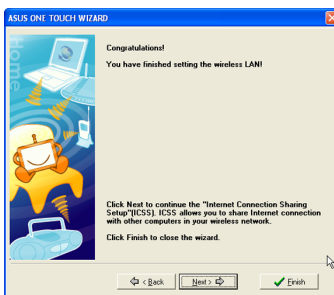 ASUS ONE TOUCH WIZARD
Home
Congratulations!
You have finished setting the wireless LAN!
Click Next to continue the "Internet Connection Sharing
Setup"(ICSS). ICSS allows you to share Internet connection
with other computers in your wireless network.
Click Finish to close the wizard.
< Back
Next >
Finish